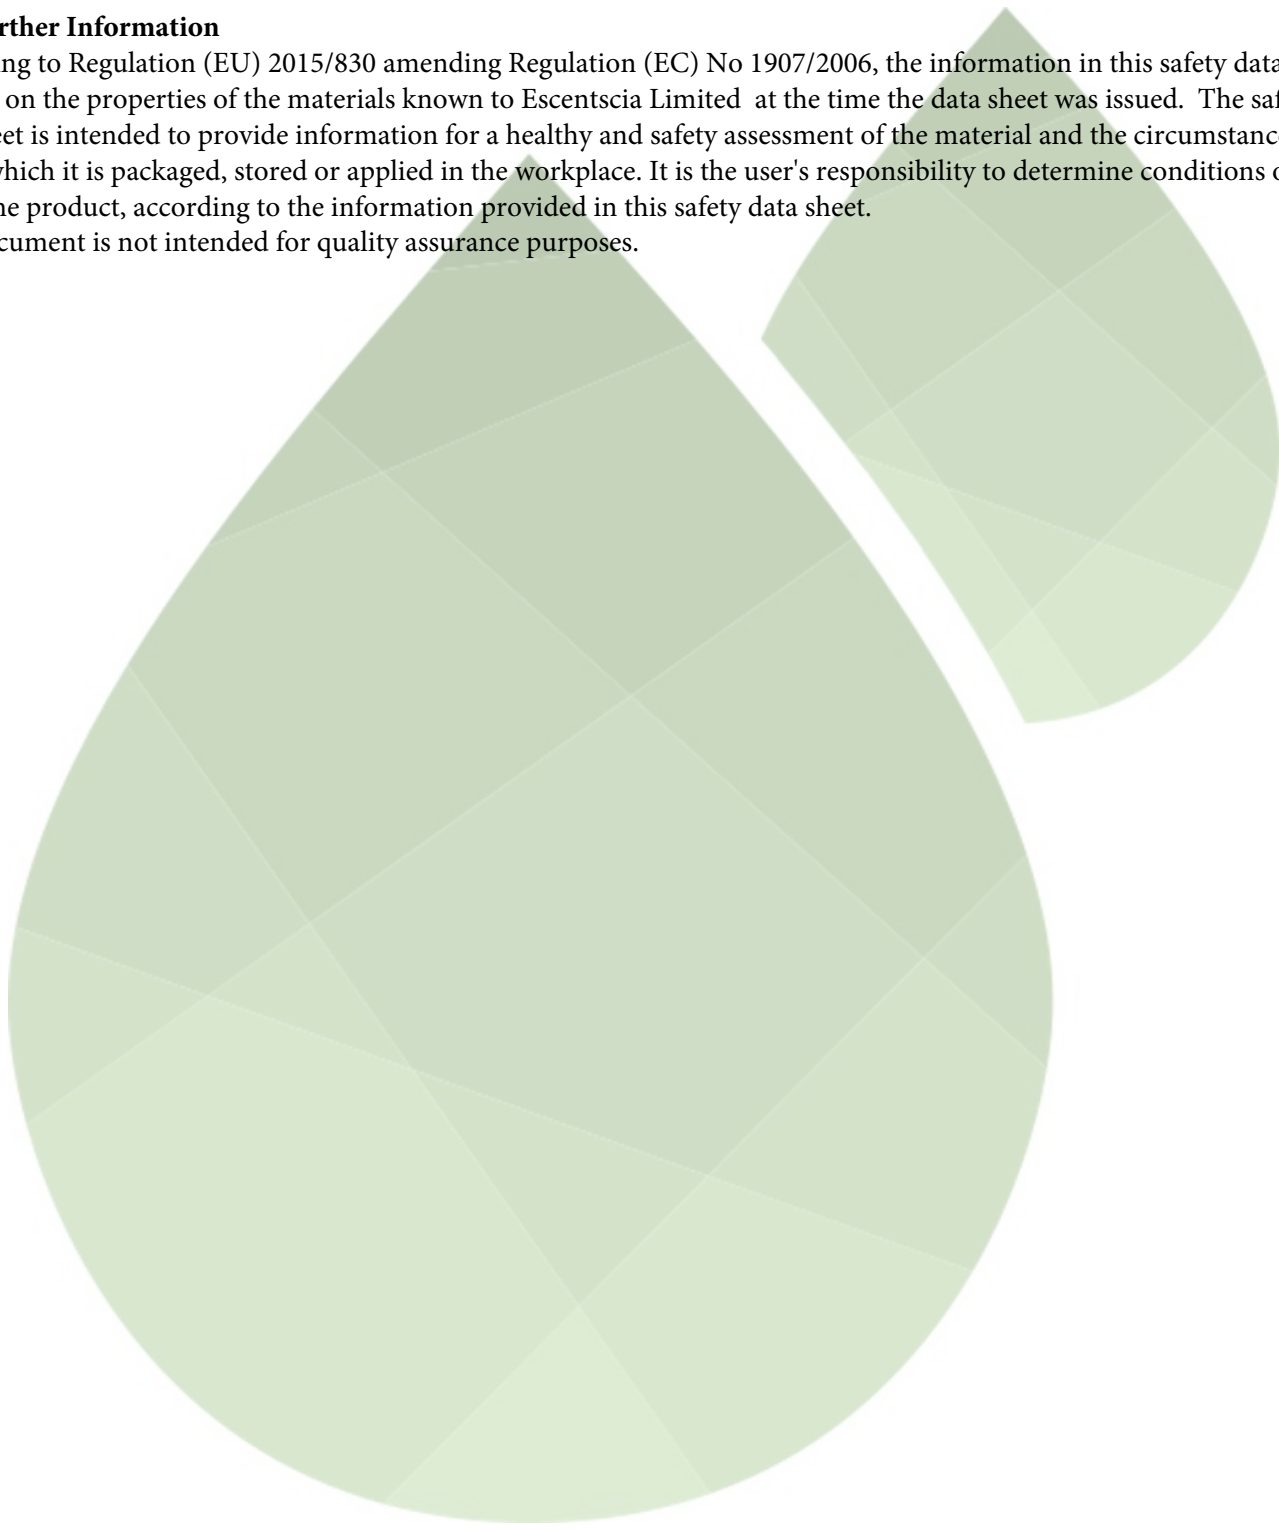 rther Information
ng to Regulation (EU) 2015/830 amending Regulation (EC) No 1907/2006, the information in this safety data
on the properties of the materials known to Escentscia Limited at the time the data sheet was issued. The saf
eet is intended to provide information for a healthy and safety assessment of the material and the circumstanc
which it is packaged, stored or applied in the workplace. It is the user's responsibility to determine conditions o
he product, according to the information provided in this safety data sheet.
cument is not intended for quality assurance purposes.